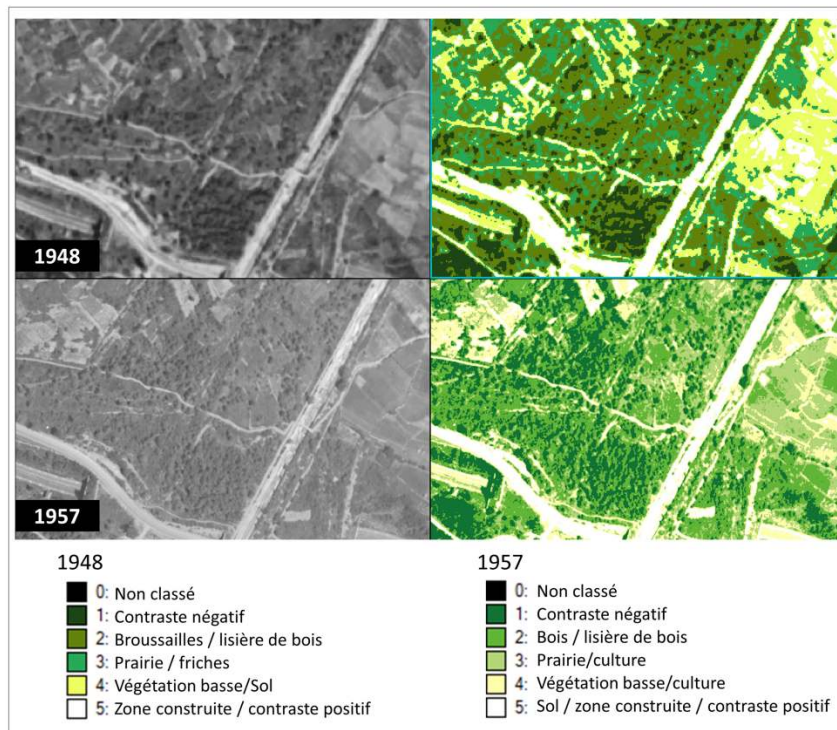 1948
1957
1948
0: Non classé
1: Contraste négatif
2: Broussailles / lisière de bois
3: Prairie / friches
4: Végétation basse/Sol
5: Zone construite / contraste positif
1957
0: Non classé
1: Contraste négatif
2: Bois / lisière de bois
3: Prairie/culture
4: Végétation basse/culture
5: Sol / zone construite / contraste positif